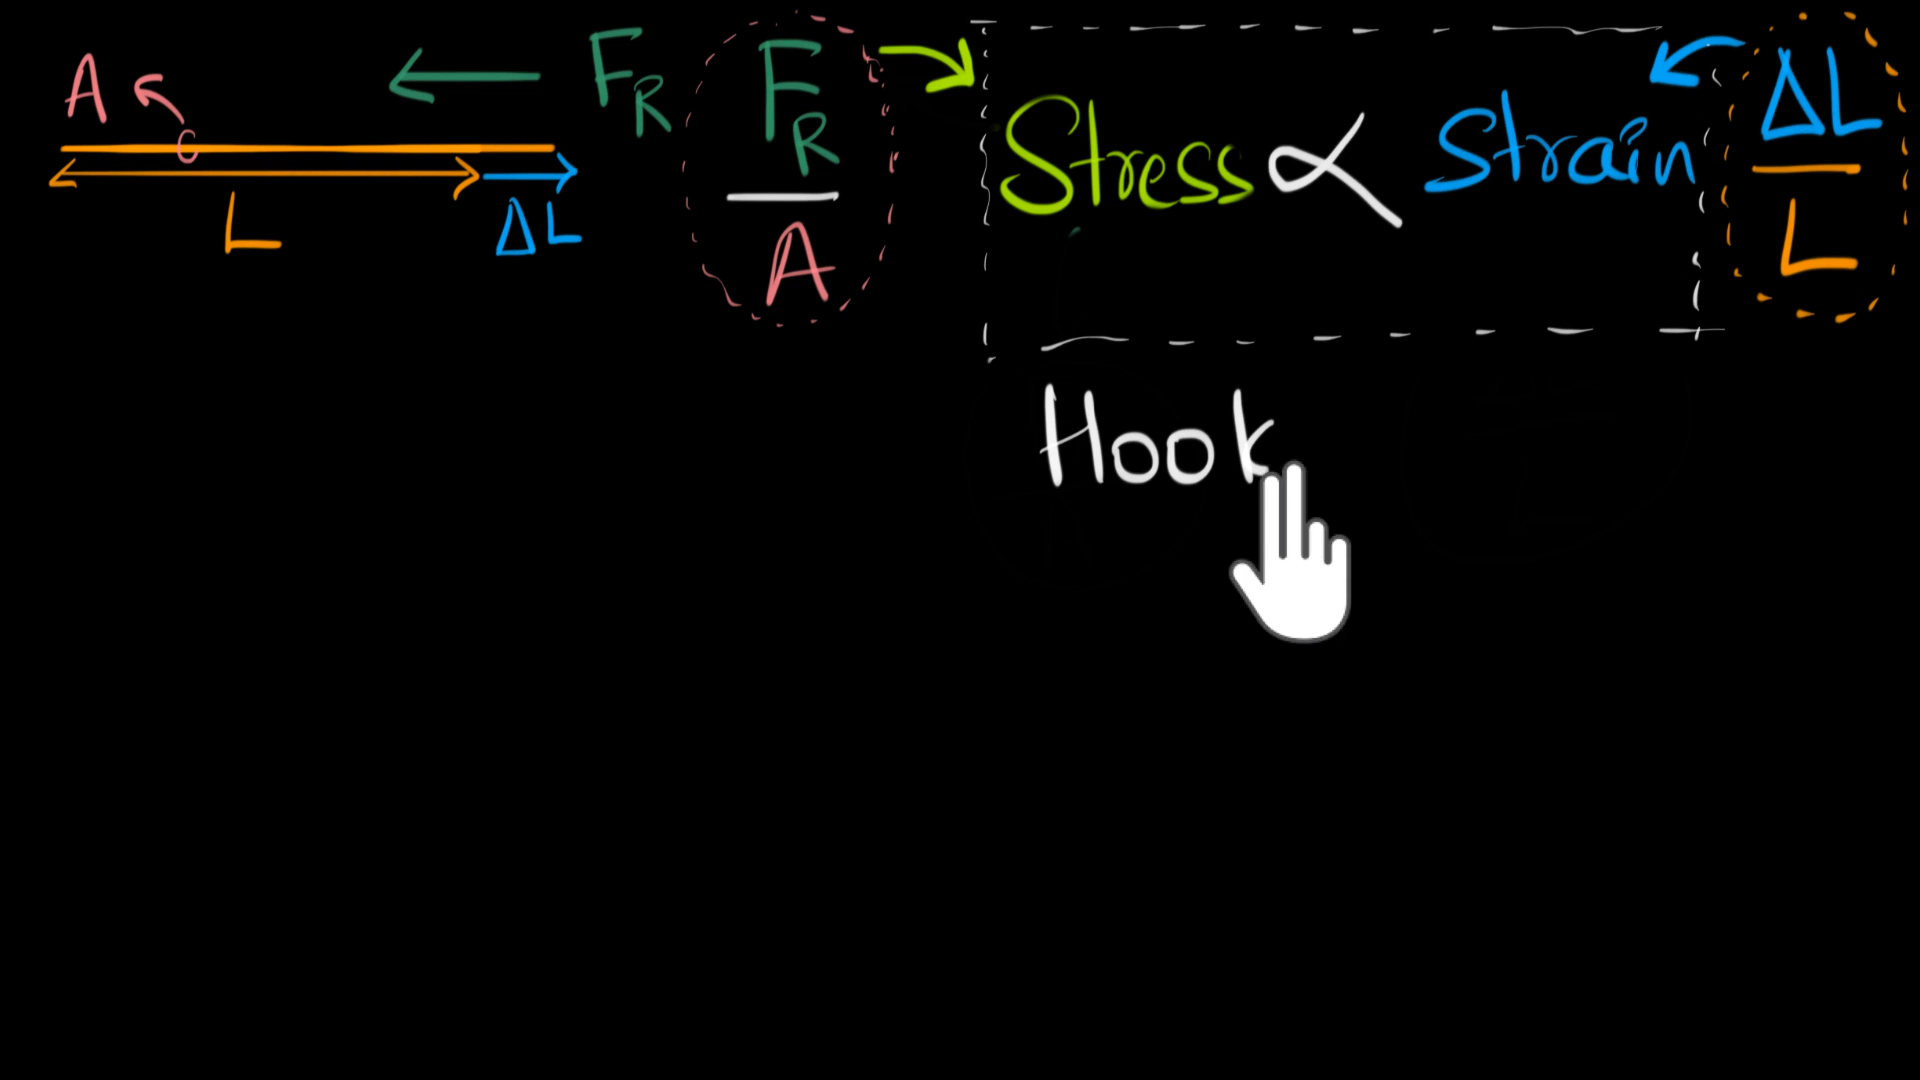 A
F_R
L
ΔL
F_R
A
Stress ∝ Strain
ΔL
L
Hook